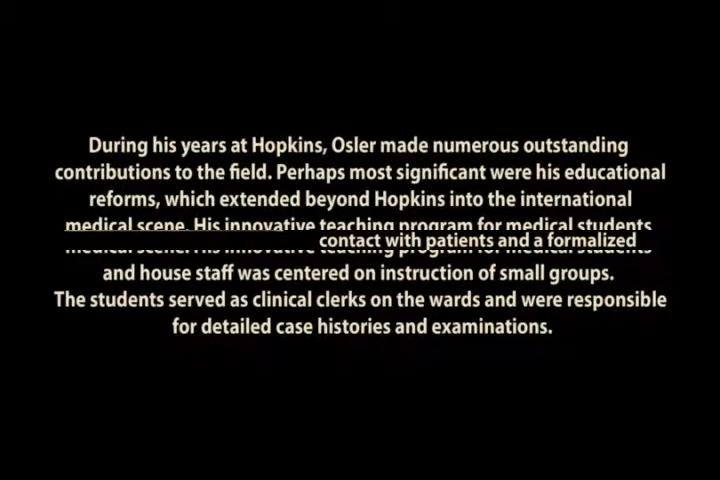 During his years at Hopkins, Osler made numerous outstanding
contributions to the field. Perhaps most significant were his educational
reforms, which extended beyond Hopkins into the international
medical scene. His innovative teaching program for medical students
contact with patients and a formalized
and house staff was centered on instruction of small groups.
The students served as clinical clerks on the wards and were responsible
for detailed case histories and examinations.